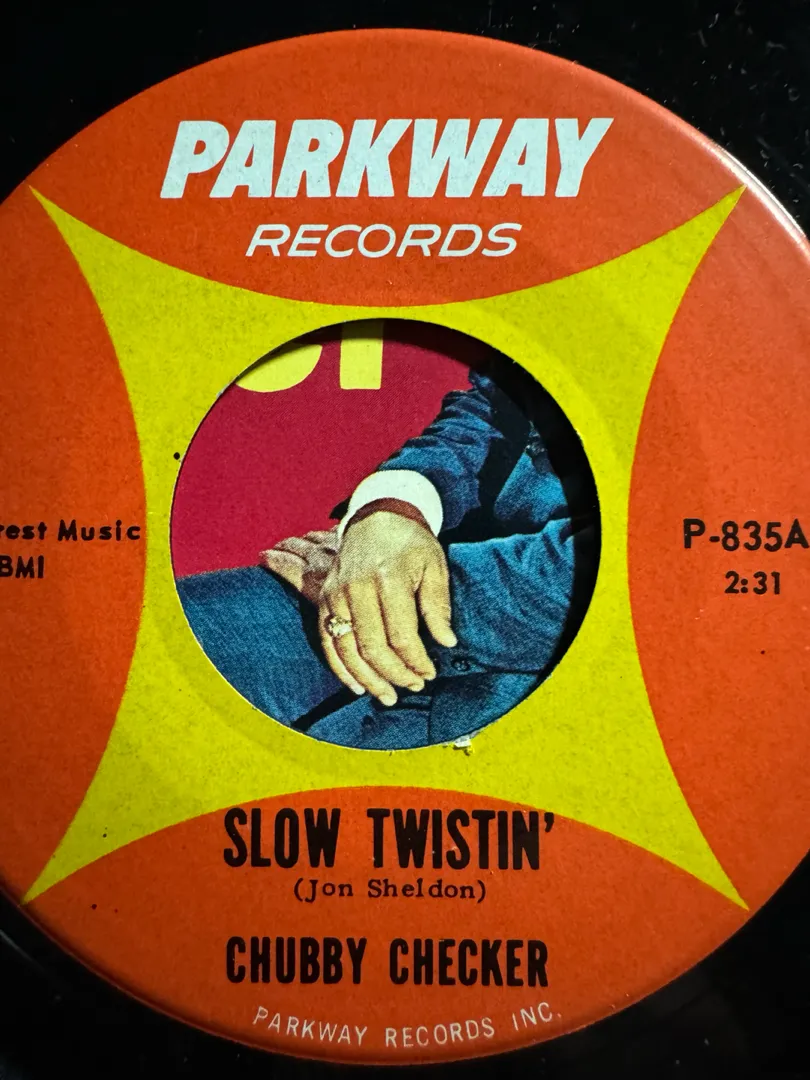 PARKWAY
RECORDS
rest Music
BMI
P-835A
2:31
SLOW TWISTIN'
(Jon Sheldon)
CHUBBY CHECKER
PARKWAY RECORDS INC.